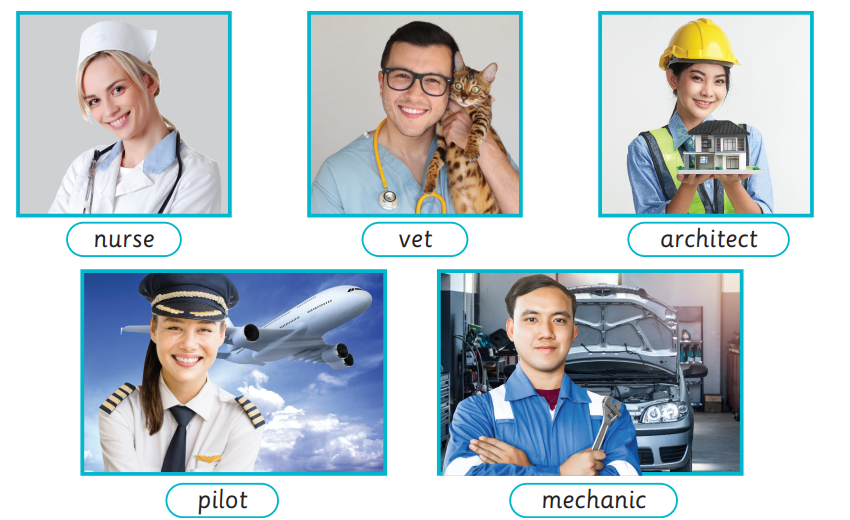 nurse
vet
architect
pilot
mechanic